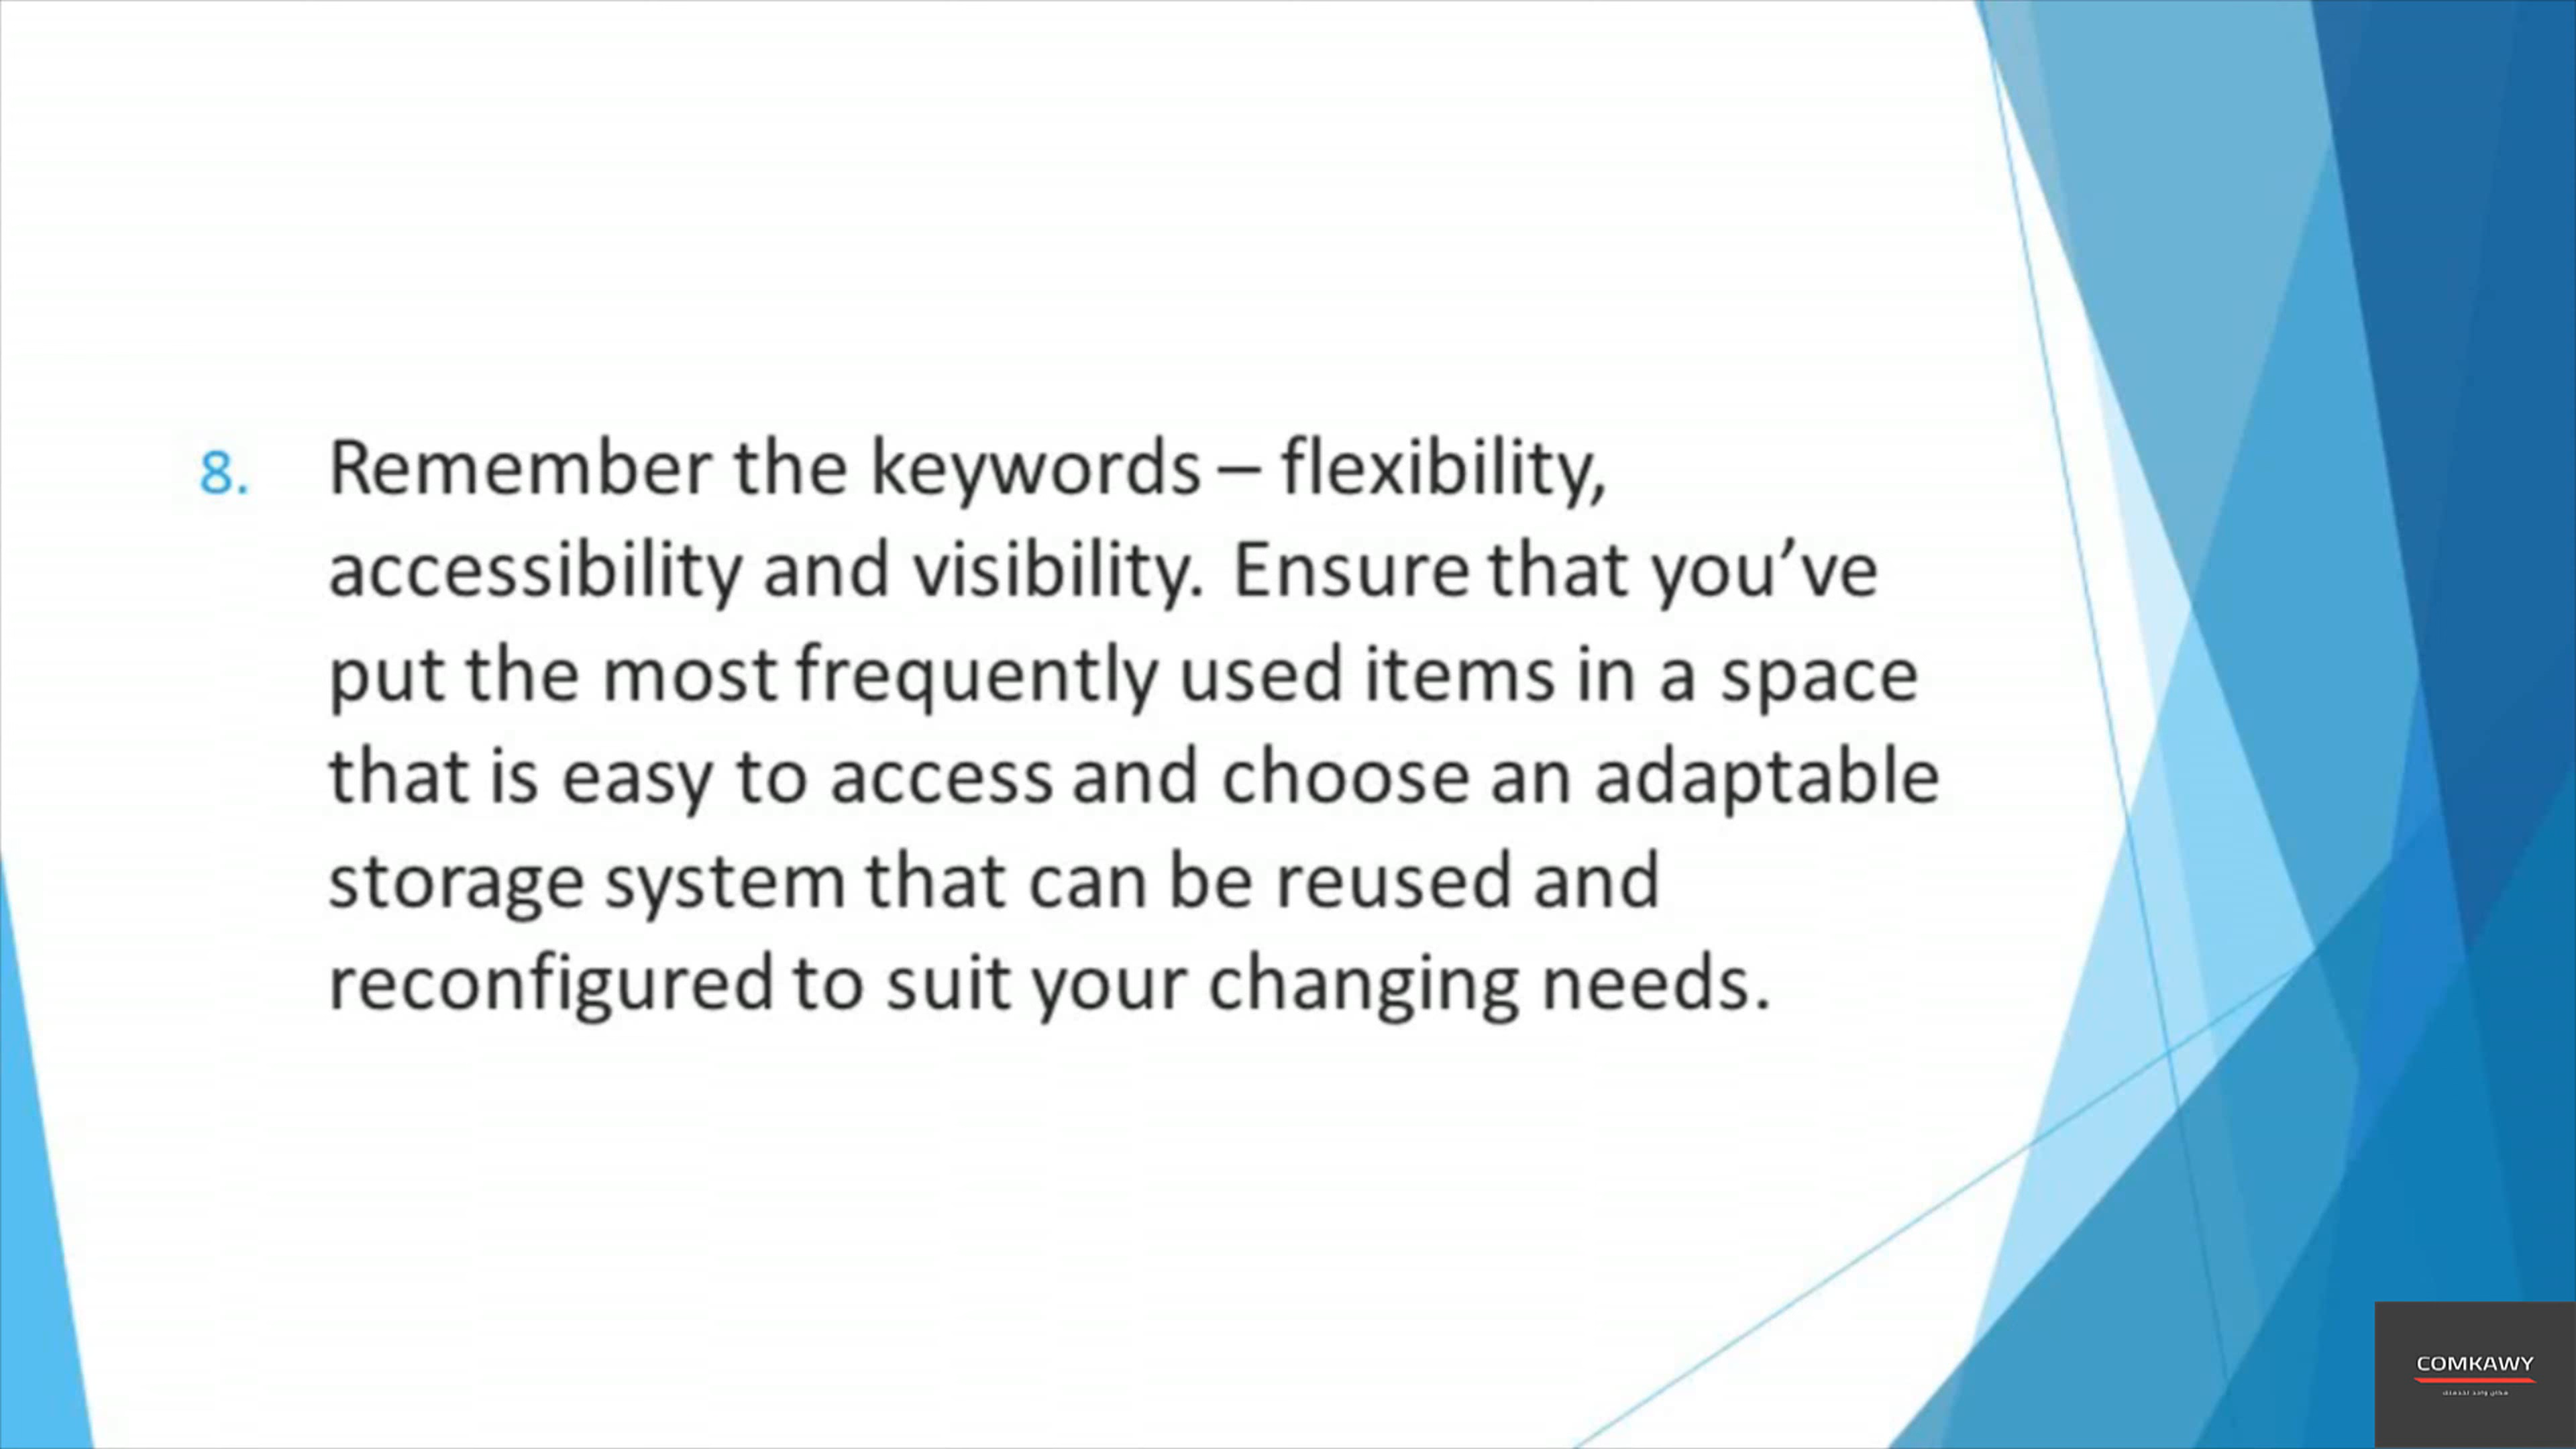 8. Remember the keywords – flexibility,
accessibility and visibility. Ensure that you’ve
put the most frequently used items in a space
that is easy to access and choose an adaptable
storage system that can be reused and
reconfigured to suit your changing needs.
COMKAWY